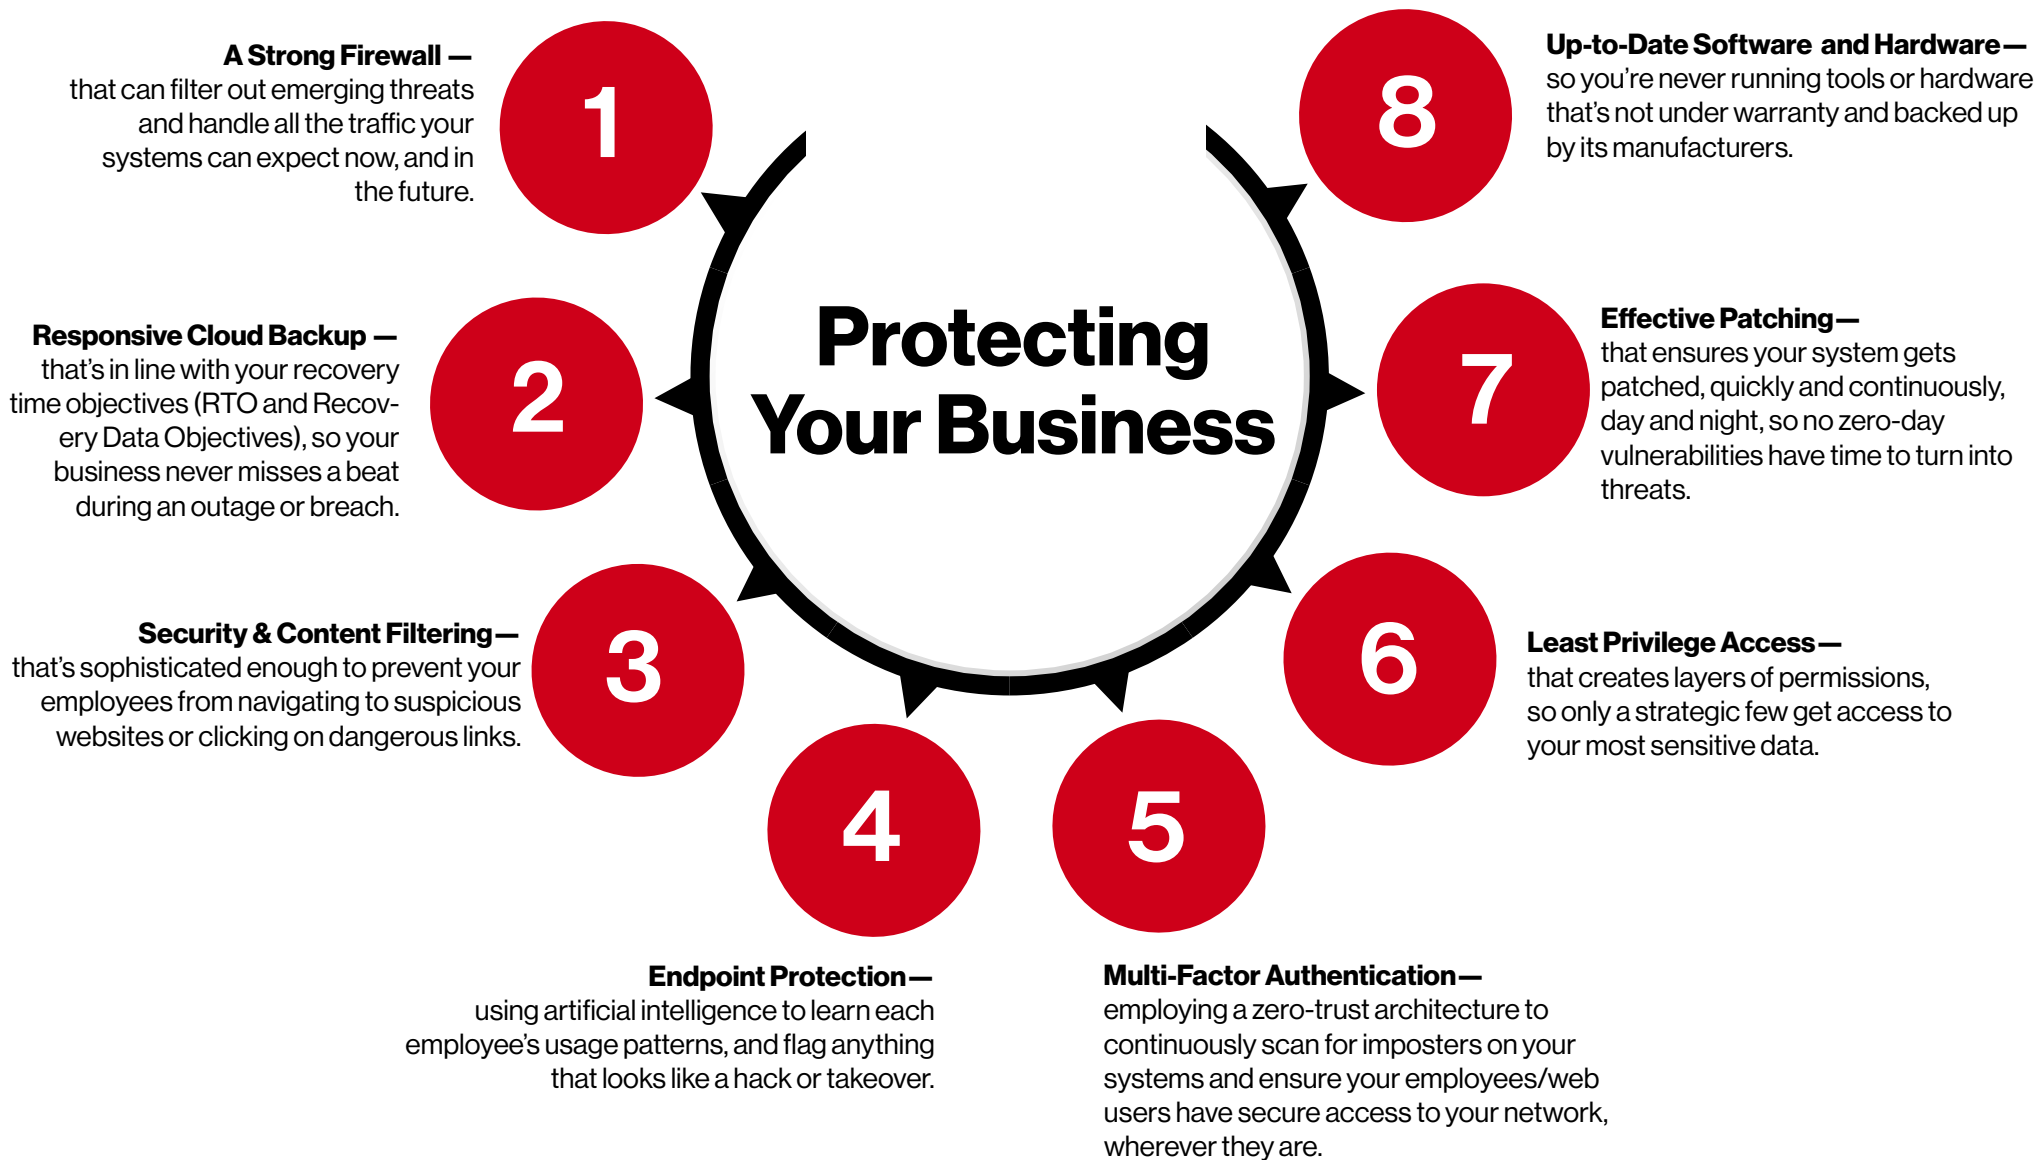 Protecting
Your Business
1
A Strong Firewall —
that can filter out emerging threats
and handle all the traffic your
systems can expect now, and in
the future.
2
Responsive Cloud Backup —
that's in line with your recovery
time objectives (RTO and Recov-
ery Data Objectives), so your
business never misses a beat
during an outage or breach.
3
Security & Content Filtering—
that's sophisticated enough to prevent your
employees from navigating to suspicious
websites or clicking on dangerous links.
4
Endpoint Protection—
using artificial intelligence to learn each
employee's usage patterns, and flag anything
that looks like a hack or takeover.
5
Multi-Factor Authentication—
employing a zero-trust architecture to
continuously scan for imposters on your
systems and ensure your employees/web
users have secure access to your network,
wherever they are.
6
Least Privilege Access—
that creates layers of permissions,
so only a strategic few get access to
your most sensitive data.
7
Effective Patching—
that ensures your system gets
patched, quickly and continuously,
day and night, so no zero-day
vulnerabilities have time to turn into
threats.
8
Up-to-Date Software and Hardware—
so you're never running tools or hardware
that's not under warranty and backed up
by its manufacturers.